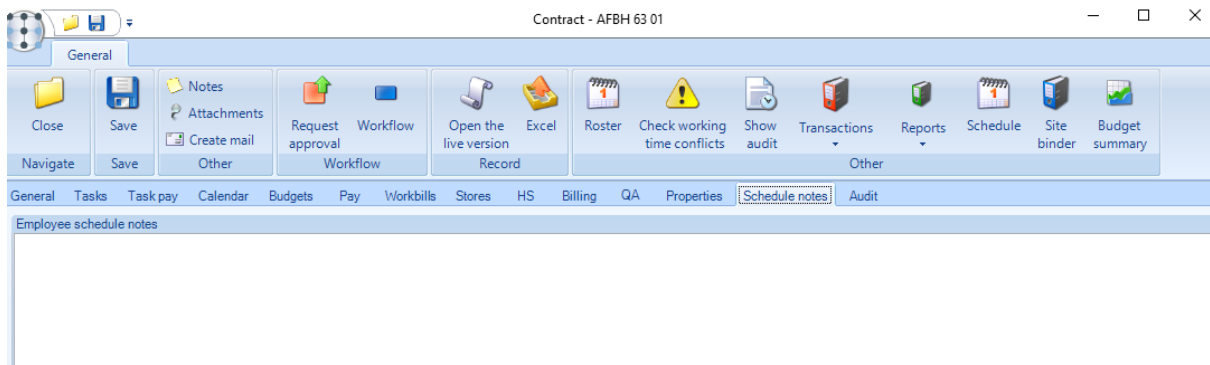 Contract - AFBH 63 01
General
Close
Navigate
Save
Save
Notes
Attachments
Create mail
Other
Request approval
Workflow
Workflow
Open the live version
Excel
Record
Roster
1
Check working time conflicts
Show audit
Transactions
Reports
Schedule
1
Site binder
Budget summary
Other
General Tasks Task pay Calendar Budgets Pay Workbills Stores HS Billing QA Properties Schedule notes Audit
Employee schedule notes